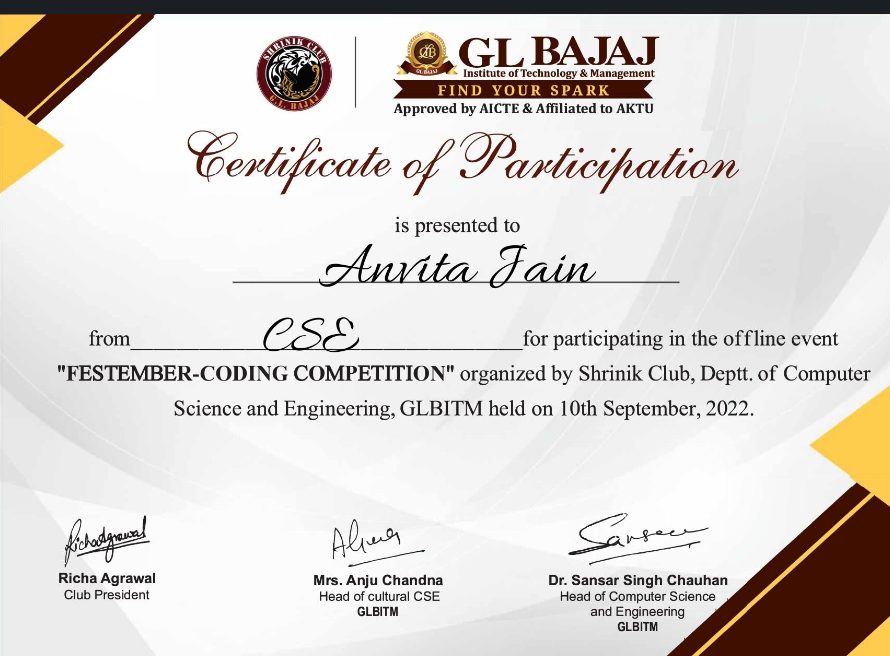 SHRINIK CLUB
G.L. BAJAJ
GL BAJAJ
GL BAJAJ
Institute of Technology & Management
FIND YOUR SPARK
Approved by AICTE & Affiliated to AKTU
Certificate of Participation
is presented to
Anvita Jain
from CSE for participating in the offline event
"FESTEMBER-CODING COMPETITION" organized by Shrinik Club, Deptt. of Computer
Science and Engineering, GLBITM held on 10th September, 2022.
RichaAgrawal
Richa Agrawal
Club President
Mrs. Anju Chandna
Head of cultural CSE
GLBITM
Dr. Sansar Singh Chauhan
Head of Computer Science
and Engineering
GLBITM